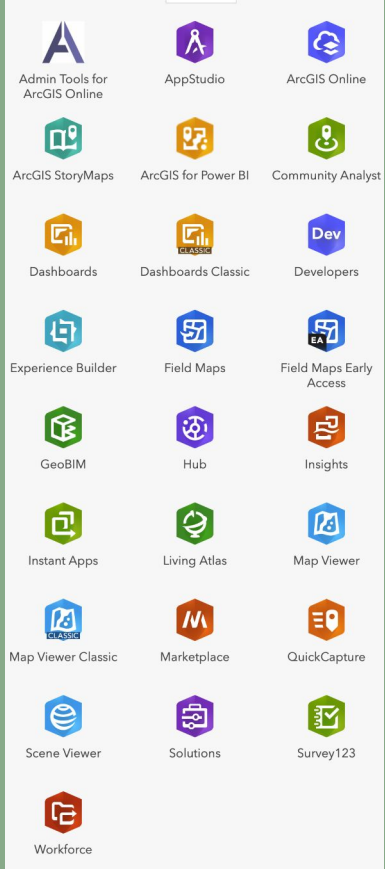 Admin Tools for
ArcGIS Online
AppStudio
ArcGIS Online
ArcGIS StoryMaps
ArcGIS for Power BI
Community Analyst
Dashboards
CLASSIC
Dashboards Classic
Dev
Developers
Experience Builder
Field Maps
EA
Field Maps Early
Access
GeoBIM
Hub
Insights
Instant Apps
Living Atlas
Map Viewer
CLASSIC
Map Viewer Classic
Marketplace
QuickCapture
Scene Viewer
Solutions
Survey123
Workforce